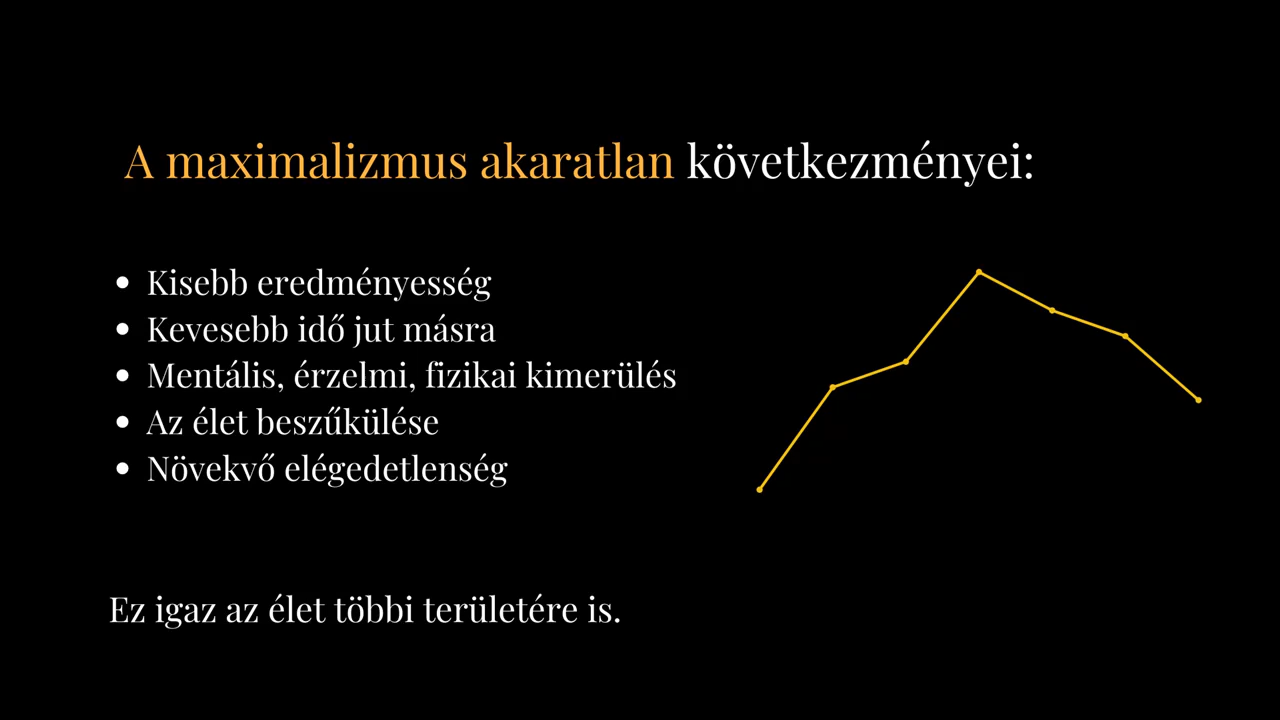 A maximalizmus akaratlan következményei:
• Kisebb eredményesség
• Kevesebb idő jut másra
• Mentális, érzelmi, fizikai kimerülés
• Az élet beszűkülése
• Növekvő elégedetlenség
Ez igaz az élet többi területére is.